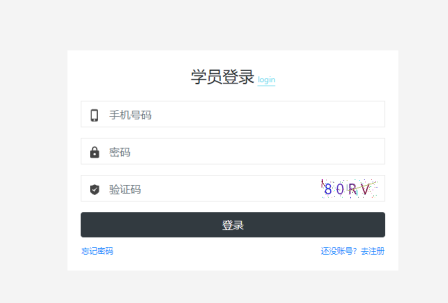 学员登录 login
手机号码
密码
验证码 80RV
登录
忘记密码 还没账号？去注册